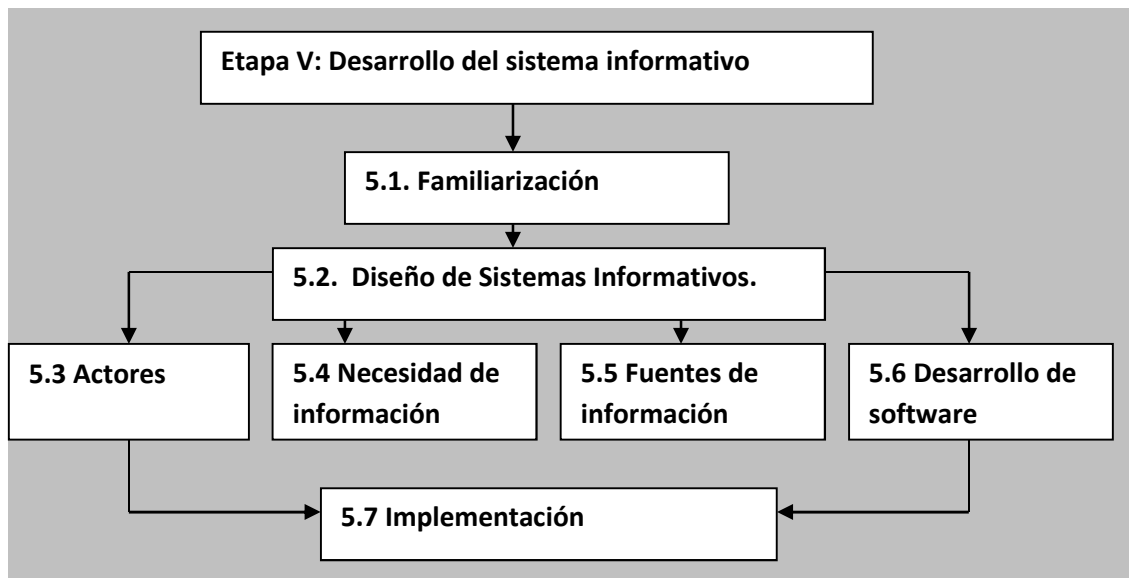 Etapa V: Desarrollo del sistema informativo
5.1. Familiarización
5.2.  Diseño de Sistemas Informativos.
5.3 Actores
5.4 Necesidad de
información
5.5 Fuentes de
información
5.6 Desarrollo de
software
5.7 Implementación